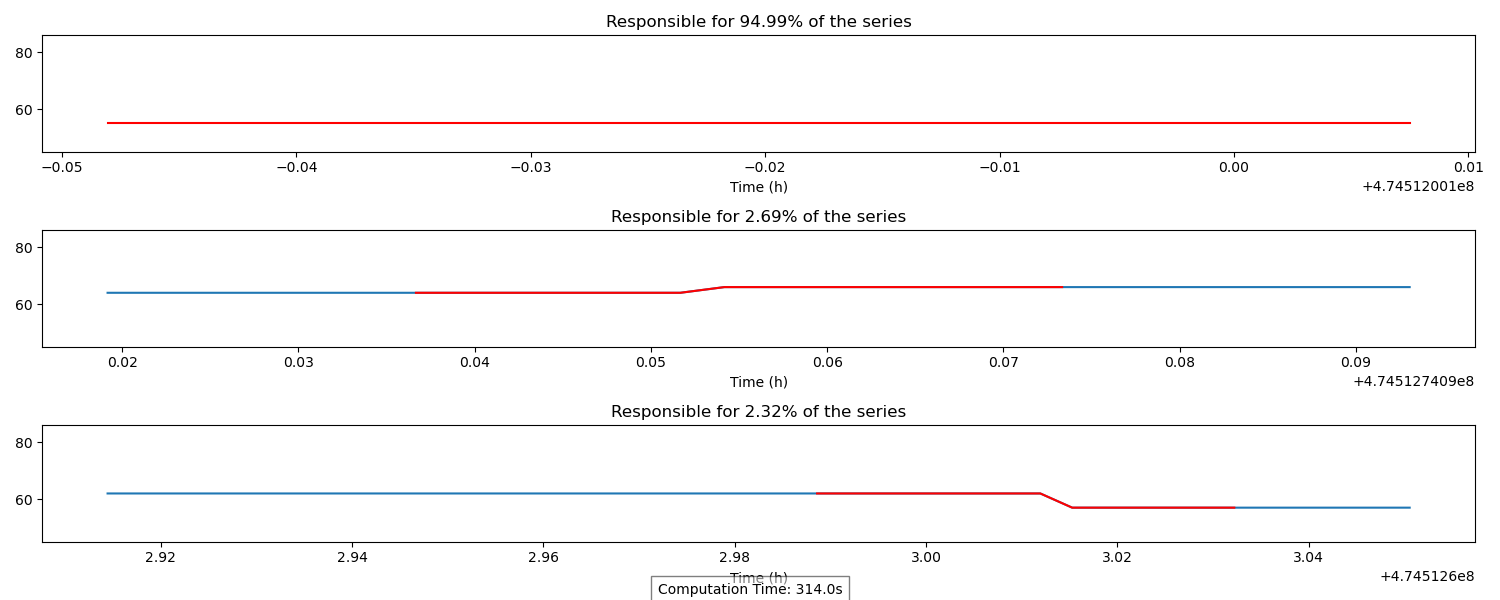 Responsible for 94.99% of the series
80
60
−0.05 −0.04 −0.03 −0.02 −0.01 0.00 0.01
Time (h)
+4.74512001e8
Responsible for 2.69% of the series
80
60
0.02 0.03 0.04 0.05 0.06 0.07 0.08 0.09
Time (h)
+4.745127409e8
Responsible for 2.32% of the series
80
60
2.92 2.94 2.96 2.98 3.00 3.02 3.04
Time (h)
+4.745126e8
Computation Time: 314.0s